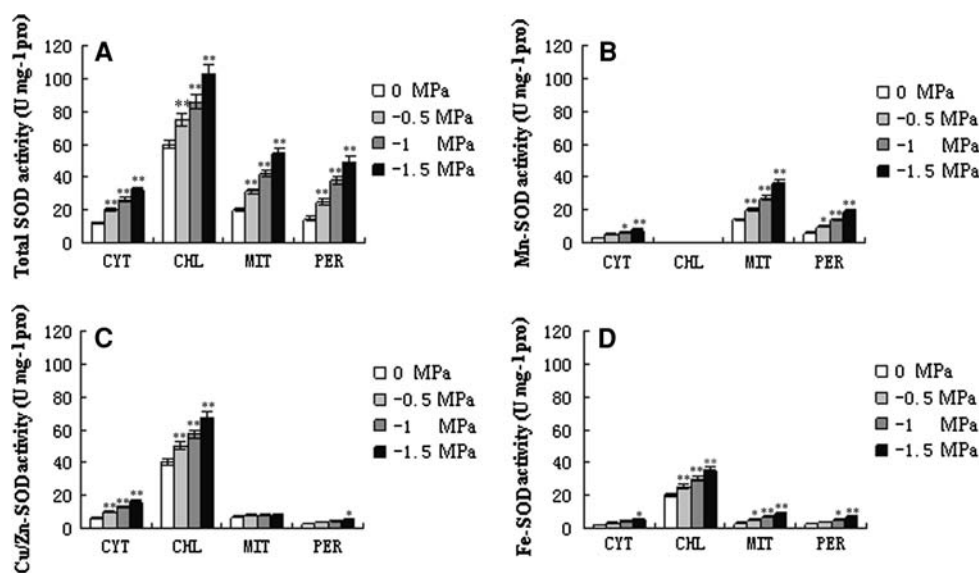 A
Total SOD activity (U mg-1pro)
120
100
80
60
40
20
0
** ** **
** ** **
** ** **
** ** **
CYT CHL MIT PER
0 MPa
-0.5 MPa
-1 MPa
-1.5 MPa
B
Mn-SOD activity (U mg-1pro)
120
100
80
60
40
20
0
* **
** ** **
* ** **
CYT CHL MIT PER
0 MPa
-0.5 MPa
-1 MPa
-1.5 MPa
C
Cu/Zn-SOD activity (U mg-1pro)
120
100
80
60
40
20
0
** ** **
** ** **
*
CYT CHL MIT PER
0 MPa
-0.5 MPa
-1 MPa
-1.5 MPa
D
Fe-SOD activity (U mg-1pro)
120
100
80
60
40
20
0
*
** ** **
* ** **
* **
CYT CHL MIT PER
0 MPa
-0.5 MPa
-1 MPa
-1.5 MPa